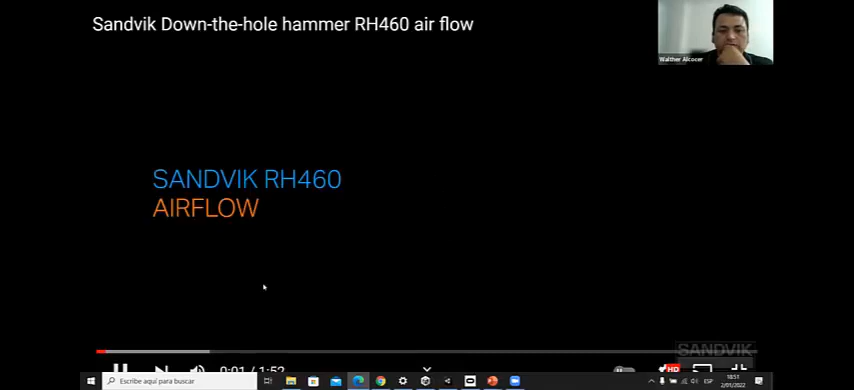 Sandvik Down-the-hole hammer RH460 air flow
Walther Alcocer
SANDVIK RH460
AIRFLOW
SANDVIK
0:01 / 1:52
HD
Escribe aquí para buscar
ESP
18:51
2/01/2022